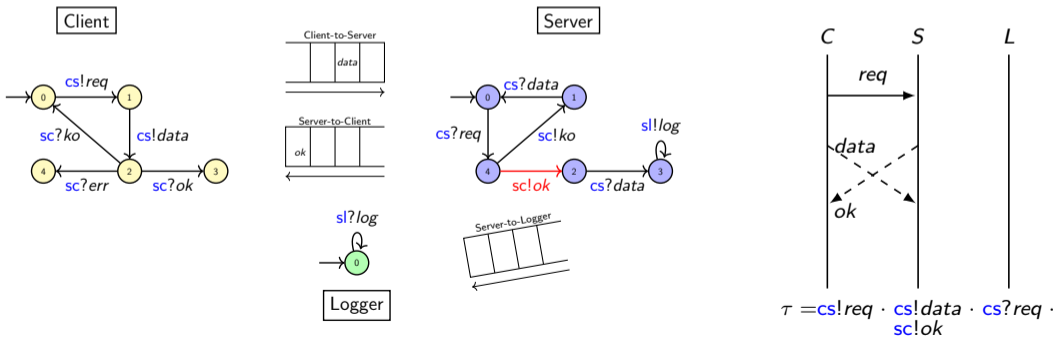 Client
cs!req
0
1
sc?ko
cs!data
4
2
3
sc?err
sc?ok
Client-to-Server
data
Server-to-Client
ok
sl?log
0
Logger
Server
cs?data
0
1
cs?req
sc!ko
sl!log
4
2
3
sc!ok
cs?data
Server-to-Logger
C S L
req
data
ok
τ =cs!req · cs!data · cs?req ·
sc!ok